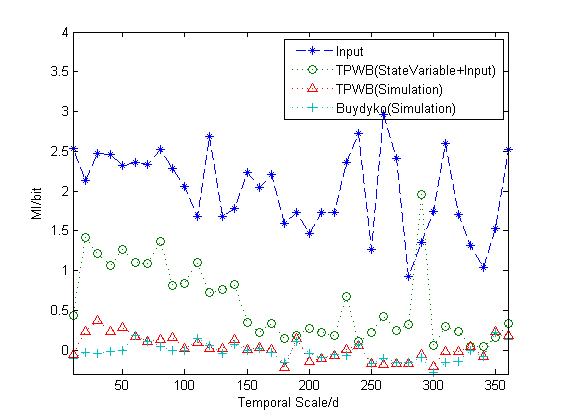 4
3.5
3
2.5
2
1.5
1
0.5
0
MI/bit
Input
TPWB(StateVariable+Input)
TPWB(Simulation)
Buydyko(Simulation)
50
100
150
200
250
300
350
Temporal Scale/d